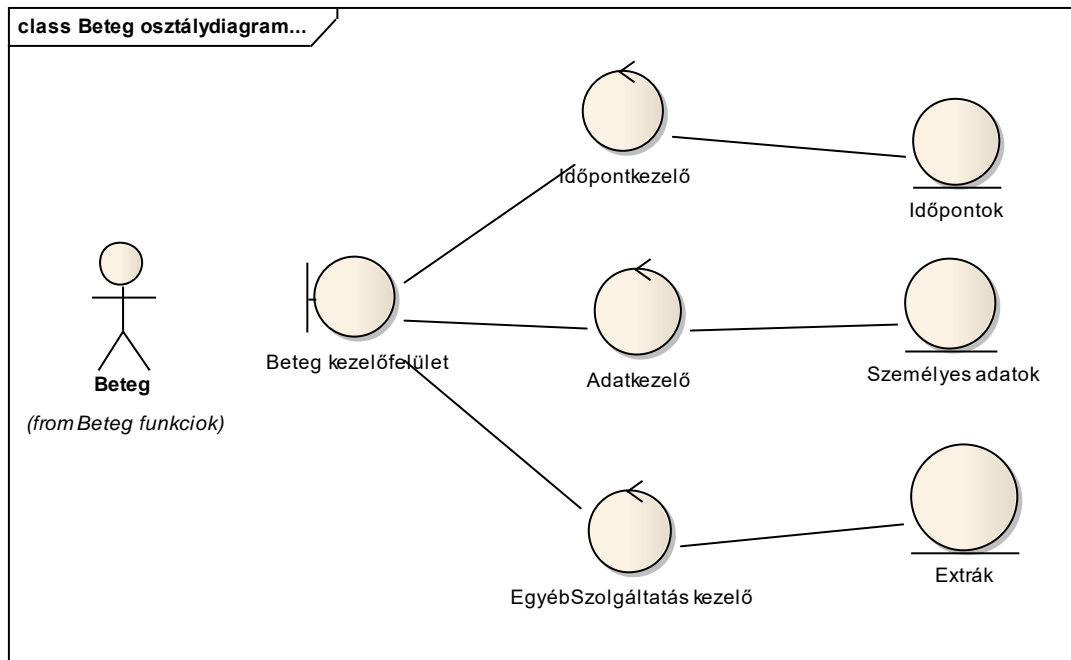 class Beteg osztálydiagram...
Időpontkezelő
Időpontok
Beteg kezelőfelület
Beteg
(from Beteg funkciok)
Adatkezelő
Személyes adatok
EgyébSzolgáltatás kezelő
Extrák